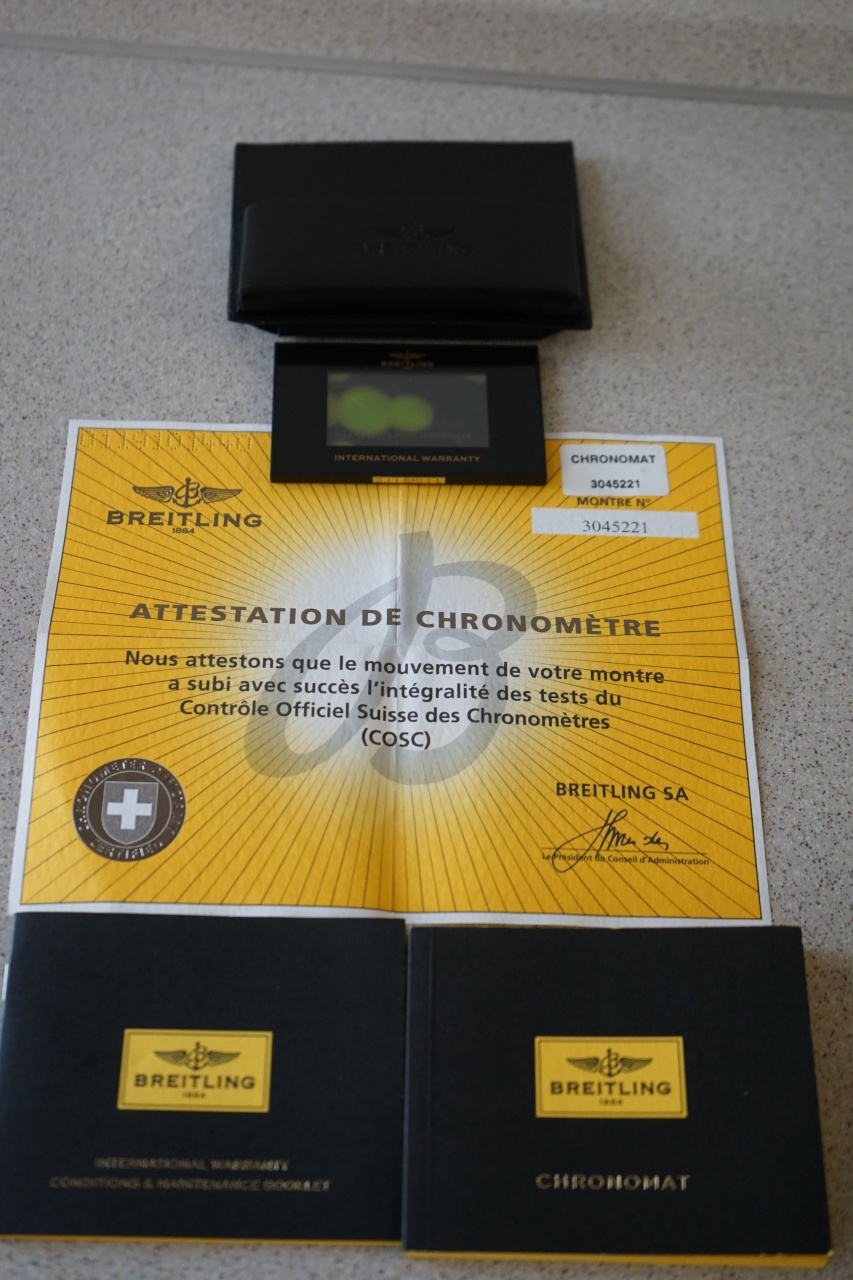 BREITLING
BREITLING
INTERNATIONAL WARRANTY
BREITLING
1884
CHRONOMAT
3045221
MONTRE N°
3045221
ATTESTATION DE CHRONOMÈTRE
Nous attestons que le mouvement de votre montre
a subi avec succès l'intégralité des tests du
Contrôle Officiel Suisse des Chronomètres
(COSC)
CERTIFIED
BREITLING SA
Le Président du Conseil d'Administration
BREITLING
1884
INTERNATIONAL WARRANTY
CONDITIONS & MAINTENANCE BOOKLET
BREITLING
1884
CHRONOMAT